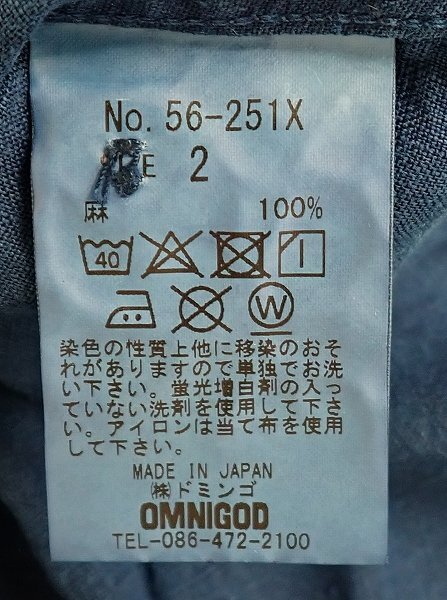 No. 56-251X
E 2
麻 100%
40
W
染色の性質上他に移染のおそ
れがありますので単独でお洗
い下さい。蛍光増白剤の入っ
ていない洗剤を使用して下さ
い。アイロンは当て布を使用
して下さい。
MADE IN JAPAN
㈱ドミンゴ
OMNIGOD
TEL-086-472-2100